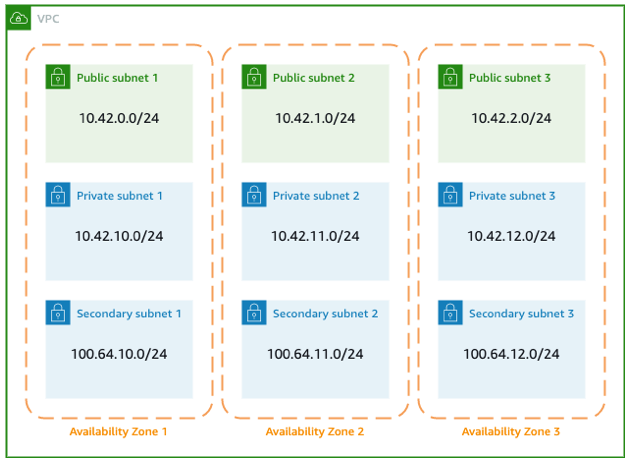 VPC
Public subnet 1
10.42.0.0/24
Public subnet 2
10.42.1.0/24
Public subnet 3
10.42.2.0/24
Private subnet 1
10.42.10.0/24
Private subnet 2
10.42.11.0/24
Private subnet 3
10.42.12.0/24
Secondary subnet 1
100.64.10.0/24
Secondary subnet 2
100.64.11.0/24
Secondary subnet 3
100.64.12.0/24
Availability Zone 1
Availability Zone 2
Availability Zone 3